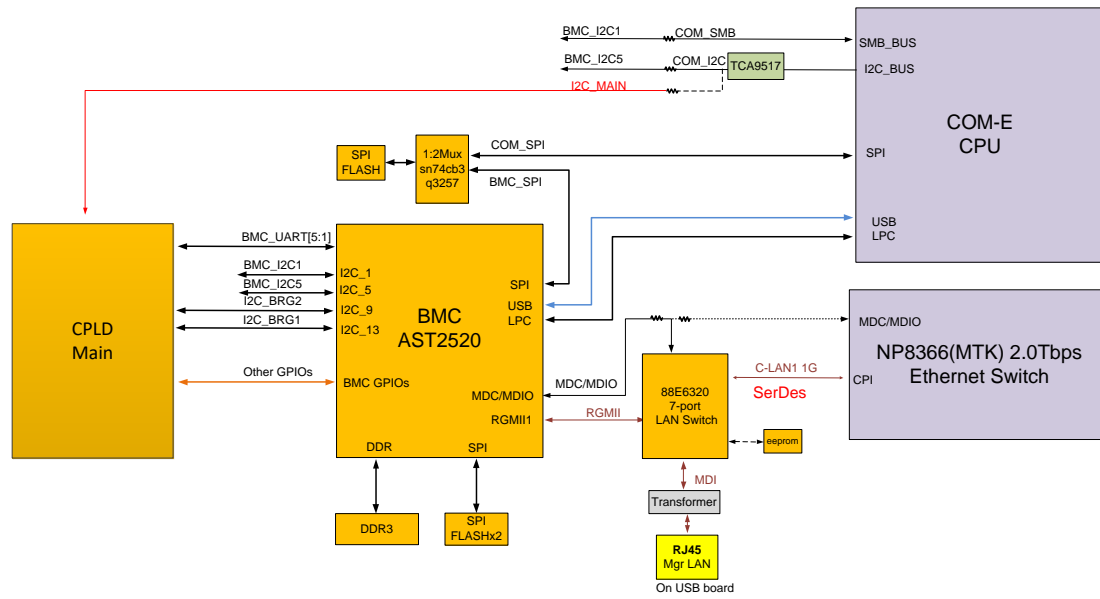 BMC_I2C1
COM_SMB
SMB_BUS
BMC_I2C5
COM_I2C
TCA9517
I2C_BUS
I2C_MAIN
COM-E
CPU
SPI
FLASH
1:2Mux
sn74cb3
q3257
COM_SPI
BMC_SPI
SPI
USB
LPC
CPLD
Main
BMC_UART[5:1]
BMC_I2C1
BMC_I2C5
I2C_BRG2
I2C_BRG1
Other GPIOs
I2C_1
I2C_5
I2C_9
I2C_13
BMC GPIOs
BMC
AST2520
SPI
USB
LPC
MDC/MDIO
RGMII1
DDR
SPI
MDC/MDIO
RGMII
88E6320
7-port
LAN Switch
C-LAN1 1G
SerDes
MDC/MDIO
CPI
NP8366(MTK) 2.0Tbps
Ethernet Switch
eeprom
MDI
Transformer
DDR3
SPI
FLASHx2
RJ45
Mgr LAN
On USB board